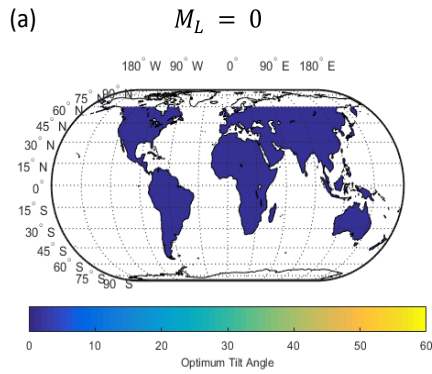 (a) M_L = 0
180° W 90° W 0° 90° E 180° E
90° N
75° N
60° N
45° N
30° N
15° N
0°
15° S
30° S
45° S
60° S
75° S
90° S
0 10 20 30 40 50 60
Optimum Tilt Angle